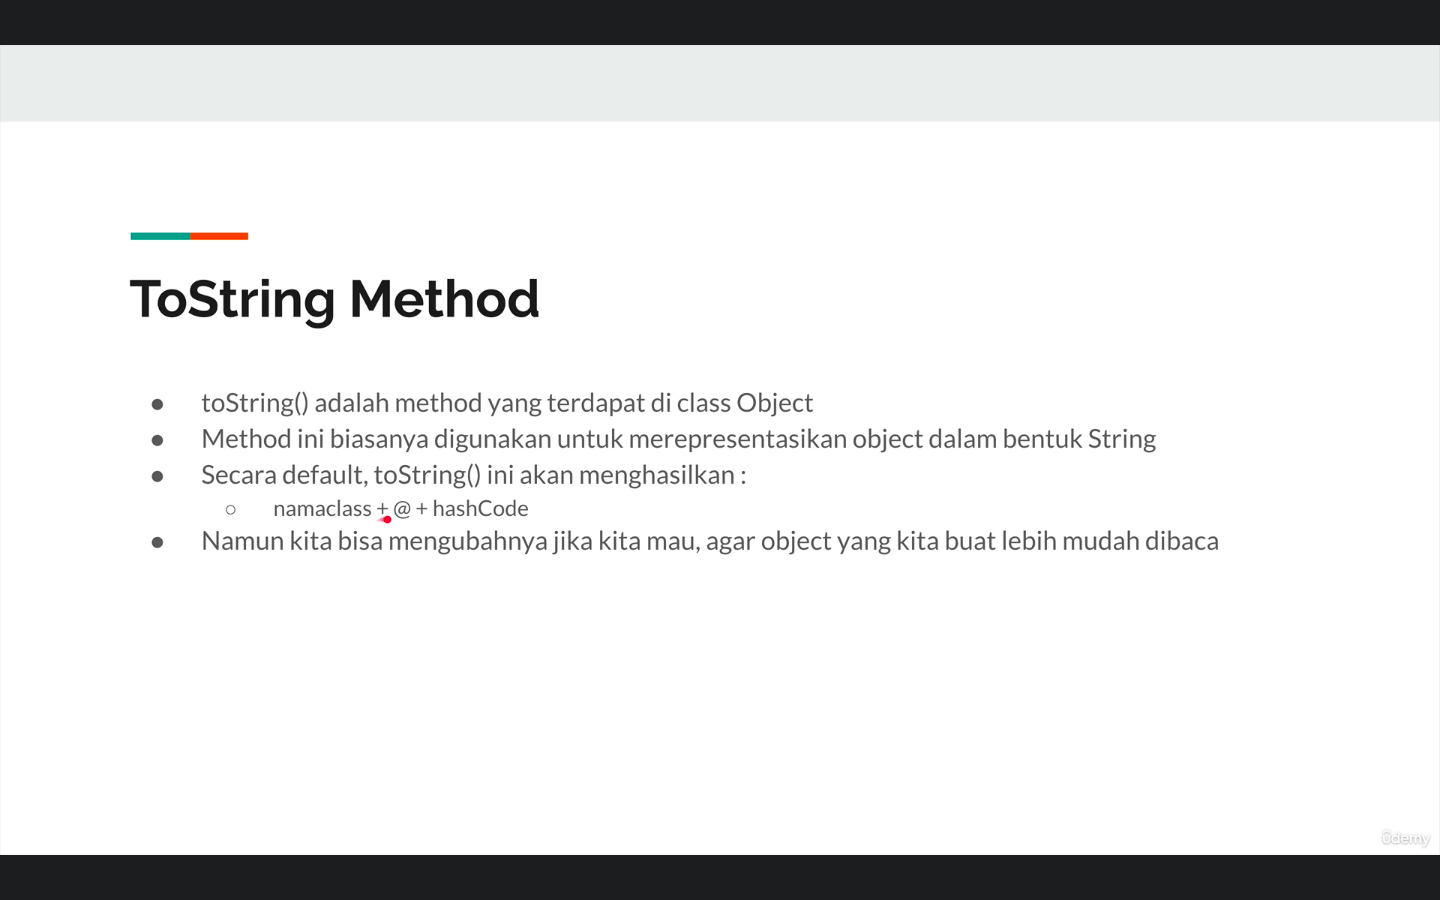 ToString Method
● toString() adalah method yang terdapat di class Object
● Method ini biasanya digunakan untuk merepresentasikan object dalam bentuk String
● Secara default, toString() ini akan menghasilkan :
○ namaclass + @ + hashCode
● Namun kita bisa mengubahnya jika kita mau, agar object yang kita buat lebih mudah dibaca
ûdemy